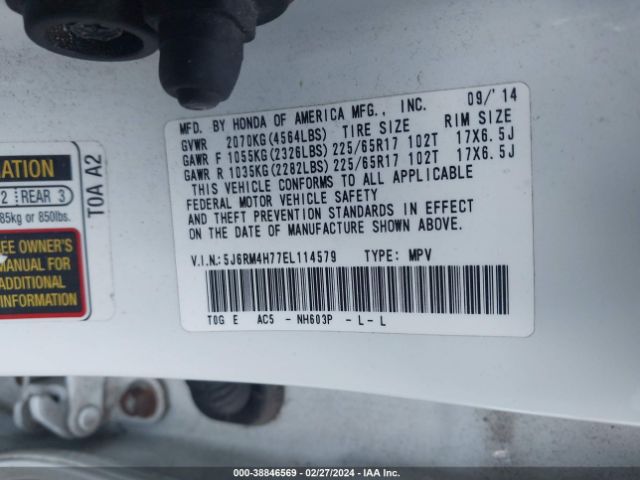 MFD. BY HONDA OF AMERICA MFG., INC. 09/'14
GVWR 2070KG(4564LBS) TIRE SIZE RIM SIZE
GAWR F 1055KG(2326LBS) 225/65R17 102T 17X6.5J
GAWR R 1035KG(2282LBS) 225/65R17 102T 17X6.5J
THIS VEHICLE CONFORMS TO ALL APPLICABLE
FEDERAL MOTOR VEHICLE SAFETY
AND THEFT PREVENTION STANDARDS IN EFFECT
ON THE DATE OF MANUFACTURE SHOWN ABOVE.
V.I.N.: 5J6RM4H77EL114579 TYPE: MPV
T0G E AC5 - NH603P - L - L
MATION
2 REAR 3
85kg or 850lbs.
EE OWNER'S
MANUAL FOR
ADDITIONAL
INFORMATION
T0A A2
000-38846569 - 02/27/2024 - IAA Inc.